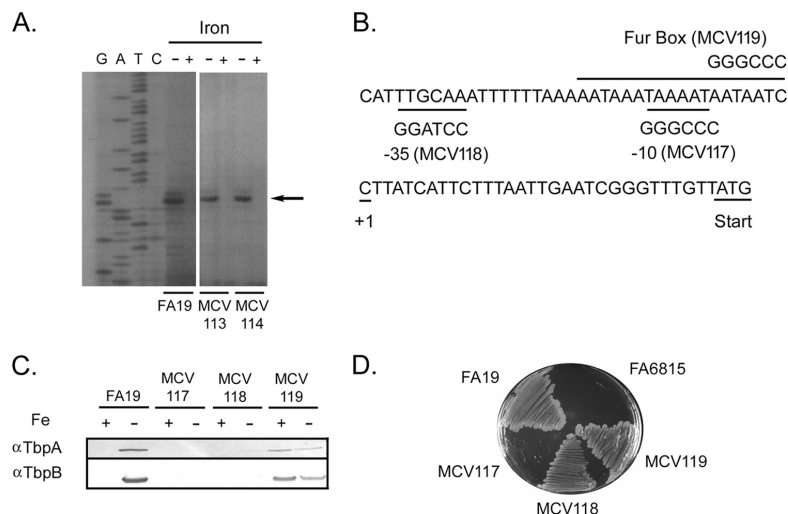 A.
Iron
G A T C − + − + − +
FA19 MCV 113 MCV 114
B.
Fur Box (MCV119)
GGGCCC
CATTTGCAAATTTTTTAAAAATAAATAAAATAATAATC
GGATCC GGGCCC
-35 (MCV118) -10 (MCV117)
CTTATCATTCTTTAATTGAATCGGGTTTGTTATG
+1 Start
C.
FA19 MCV 117 MCV 118 MCV 119
Fe + − + − + − + −
αTbpA
αTbpB
D.
FA19 FA6815
MCV117 MCV119
MCV118